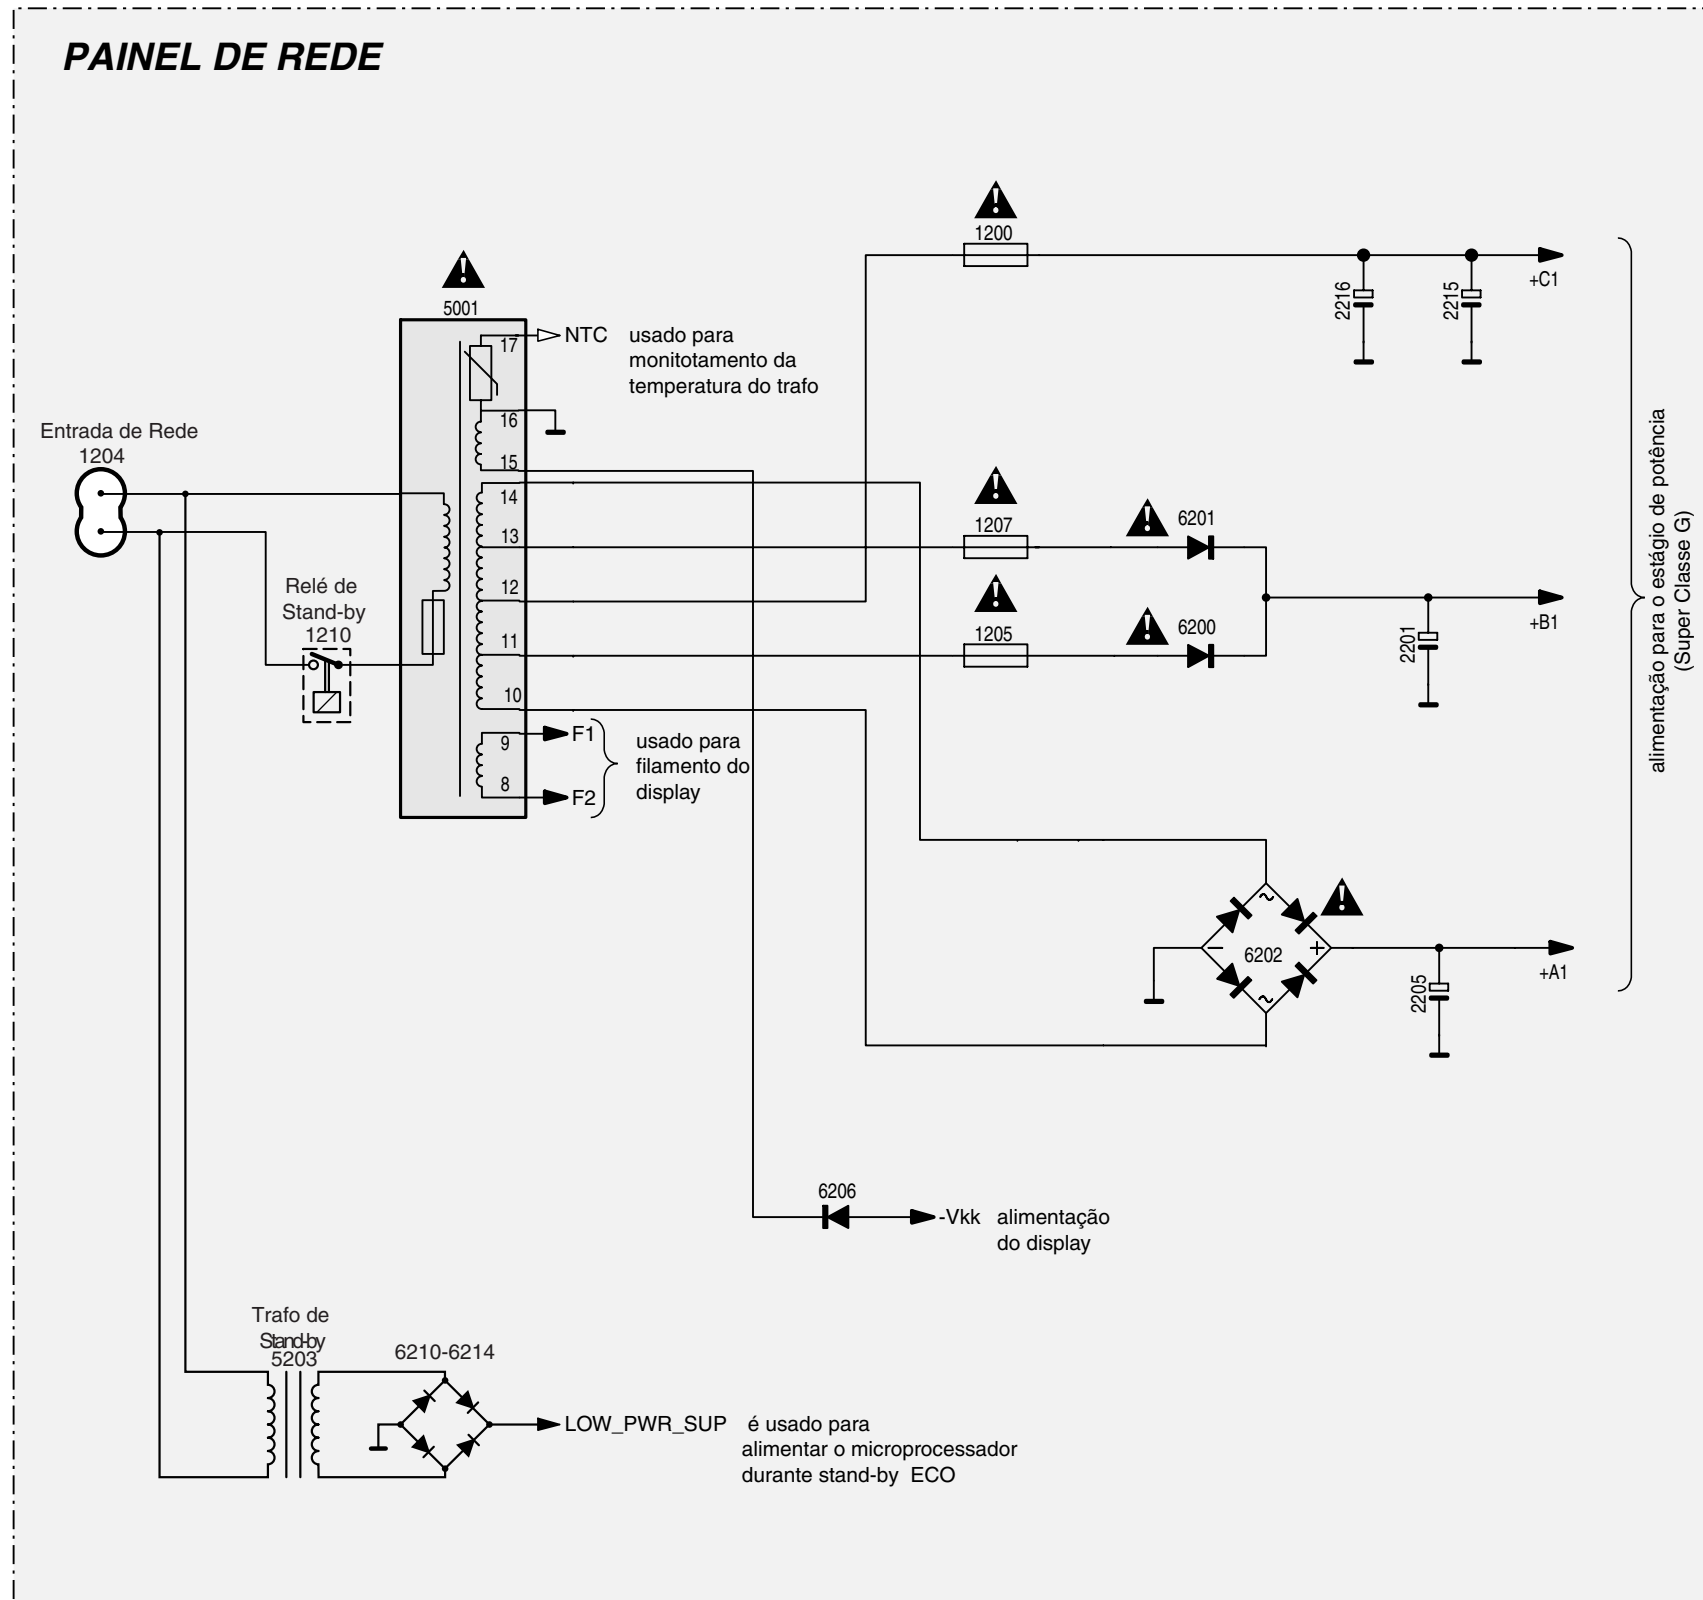 PAINEL DE REDE
1200
+C1
2216
2215
5001
17
NTC usado para
monitotamento da
temperatura do trafo
16
15
Entrada de Rede
1204
14
13
12
11
10
9
8
1207
6201
1205
6200
+B1
2201
Relé de
Stand-by
1210
F1
F2
usado para
filamento do
display
alimentação para o estágio de potência
(Super Classe G)
~
6202
- +
~
+A1
2205
6206
-Vkk alimentação
do display
Trafo de
Stand-by
5203
6210-6214
LOW_PWR_SUP é usado para
alimentar o microprocessador
durante stand-by ECO